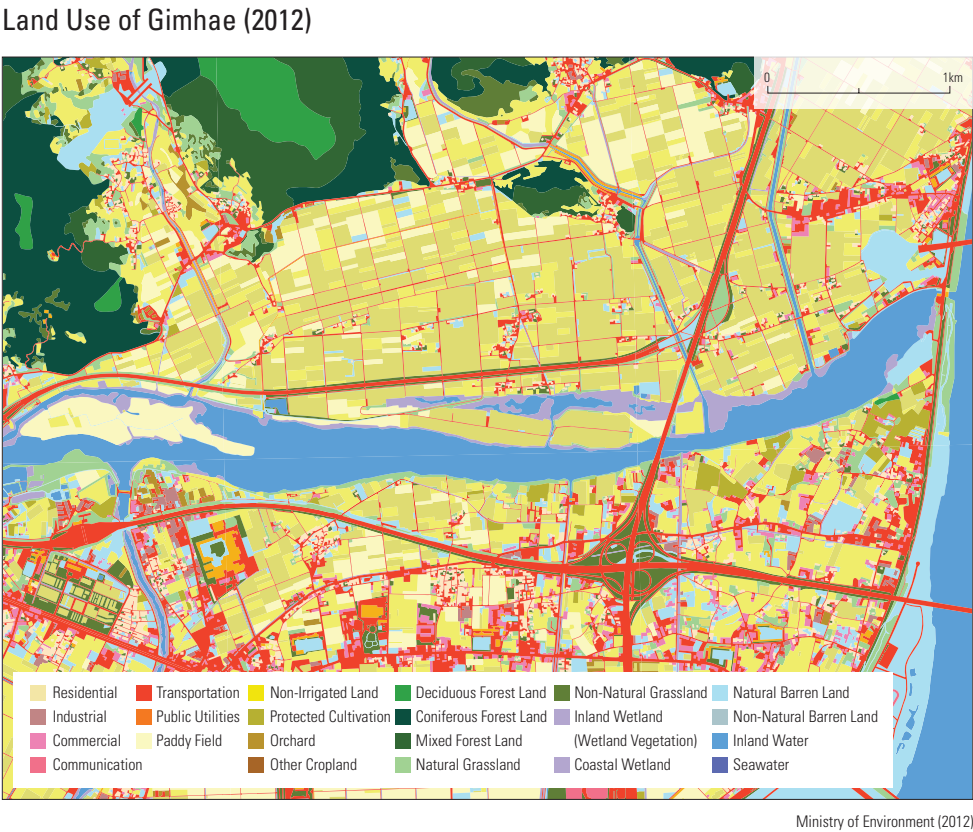 Land Use of Gimhae (2012)
0 1km
Residential Transportation Non-Irrigated Land Deciduous Forest Land Non-Natural Grassland Natural Barren Land
Industrial Public Utilities Protected Cultivation Coniferous Forest Land Inland Wetland Non-Natural Barren Land
Commercial Paddy Field Orchard Mixed Forest Land (Wetland Vegetation) Inland Water
Communication Other Cropland Natural Grassland Coastal Wetland Seawater
Ministry of Environment (2012)